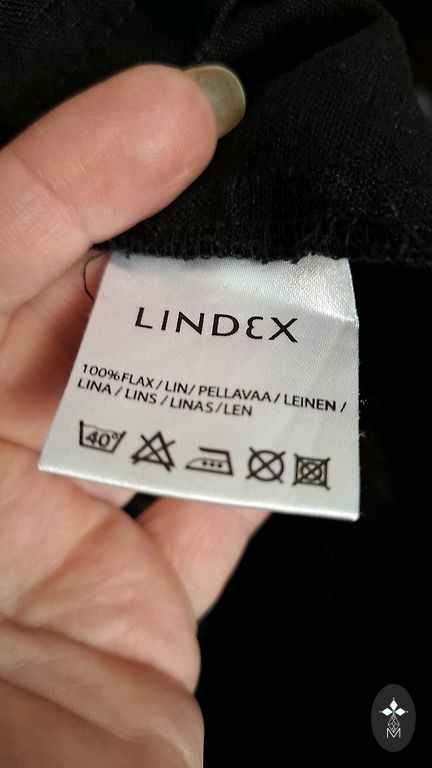 LINDEX
100%FLAX/LIN/PELLAVAA/LEINEN/
LINA/LINS/LINAS/LEN
40°
M